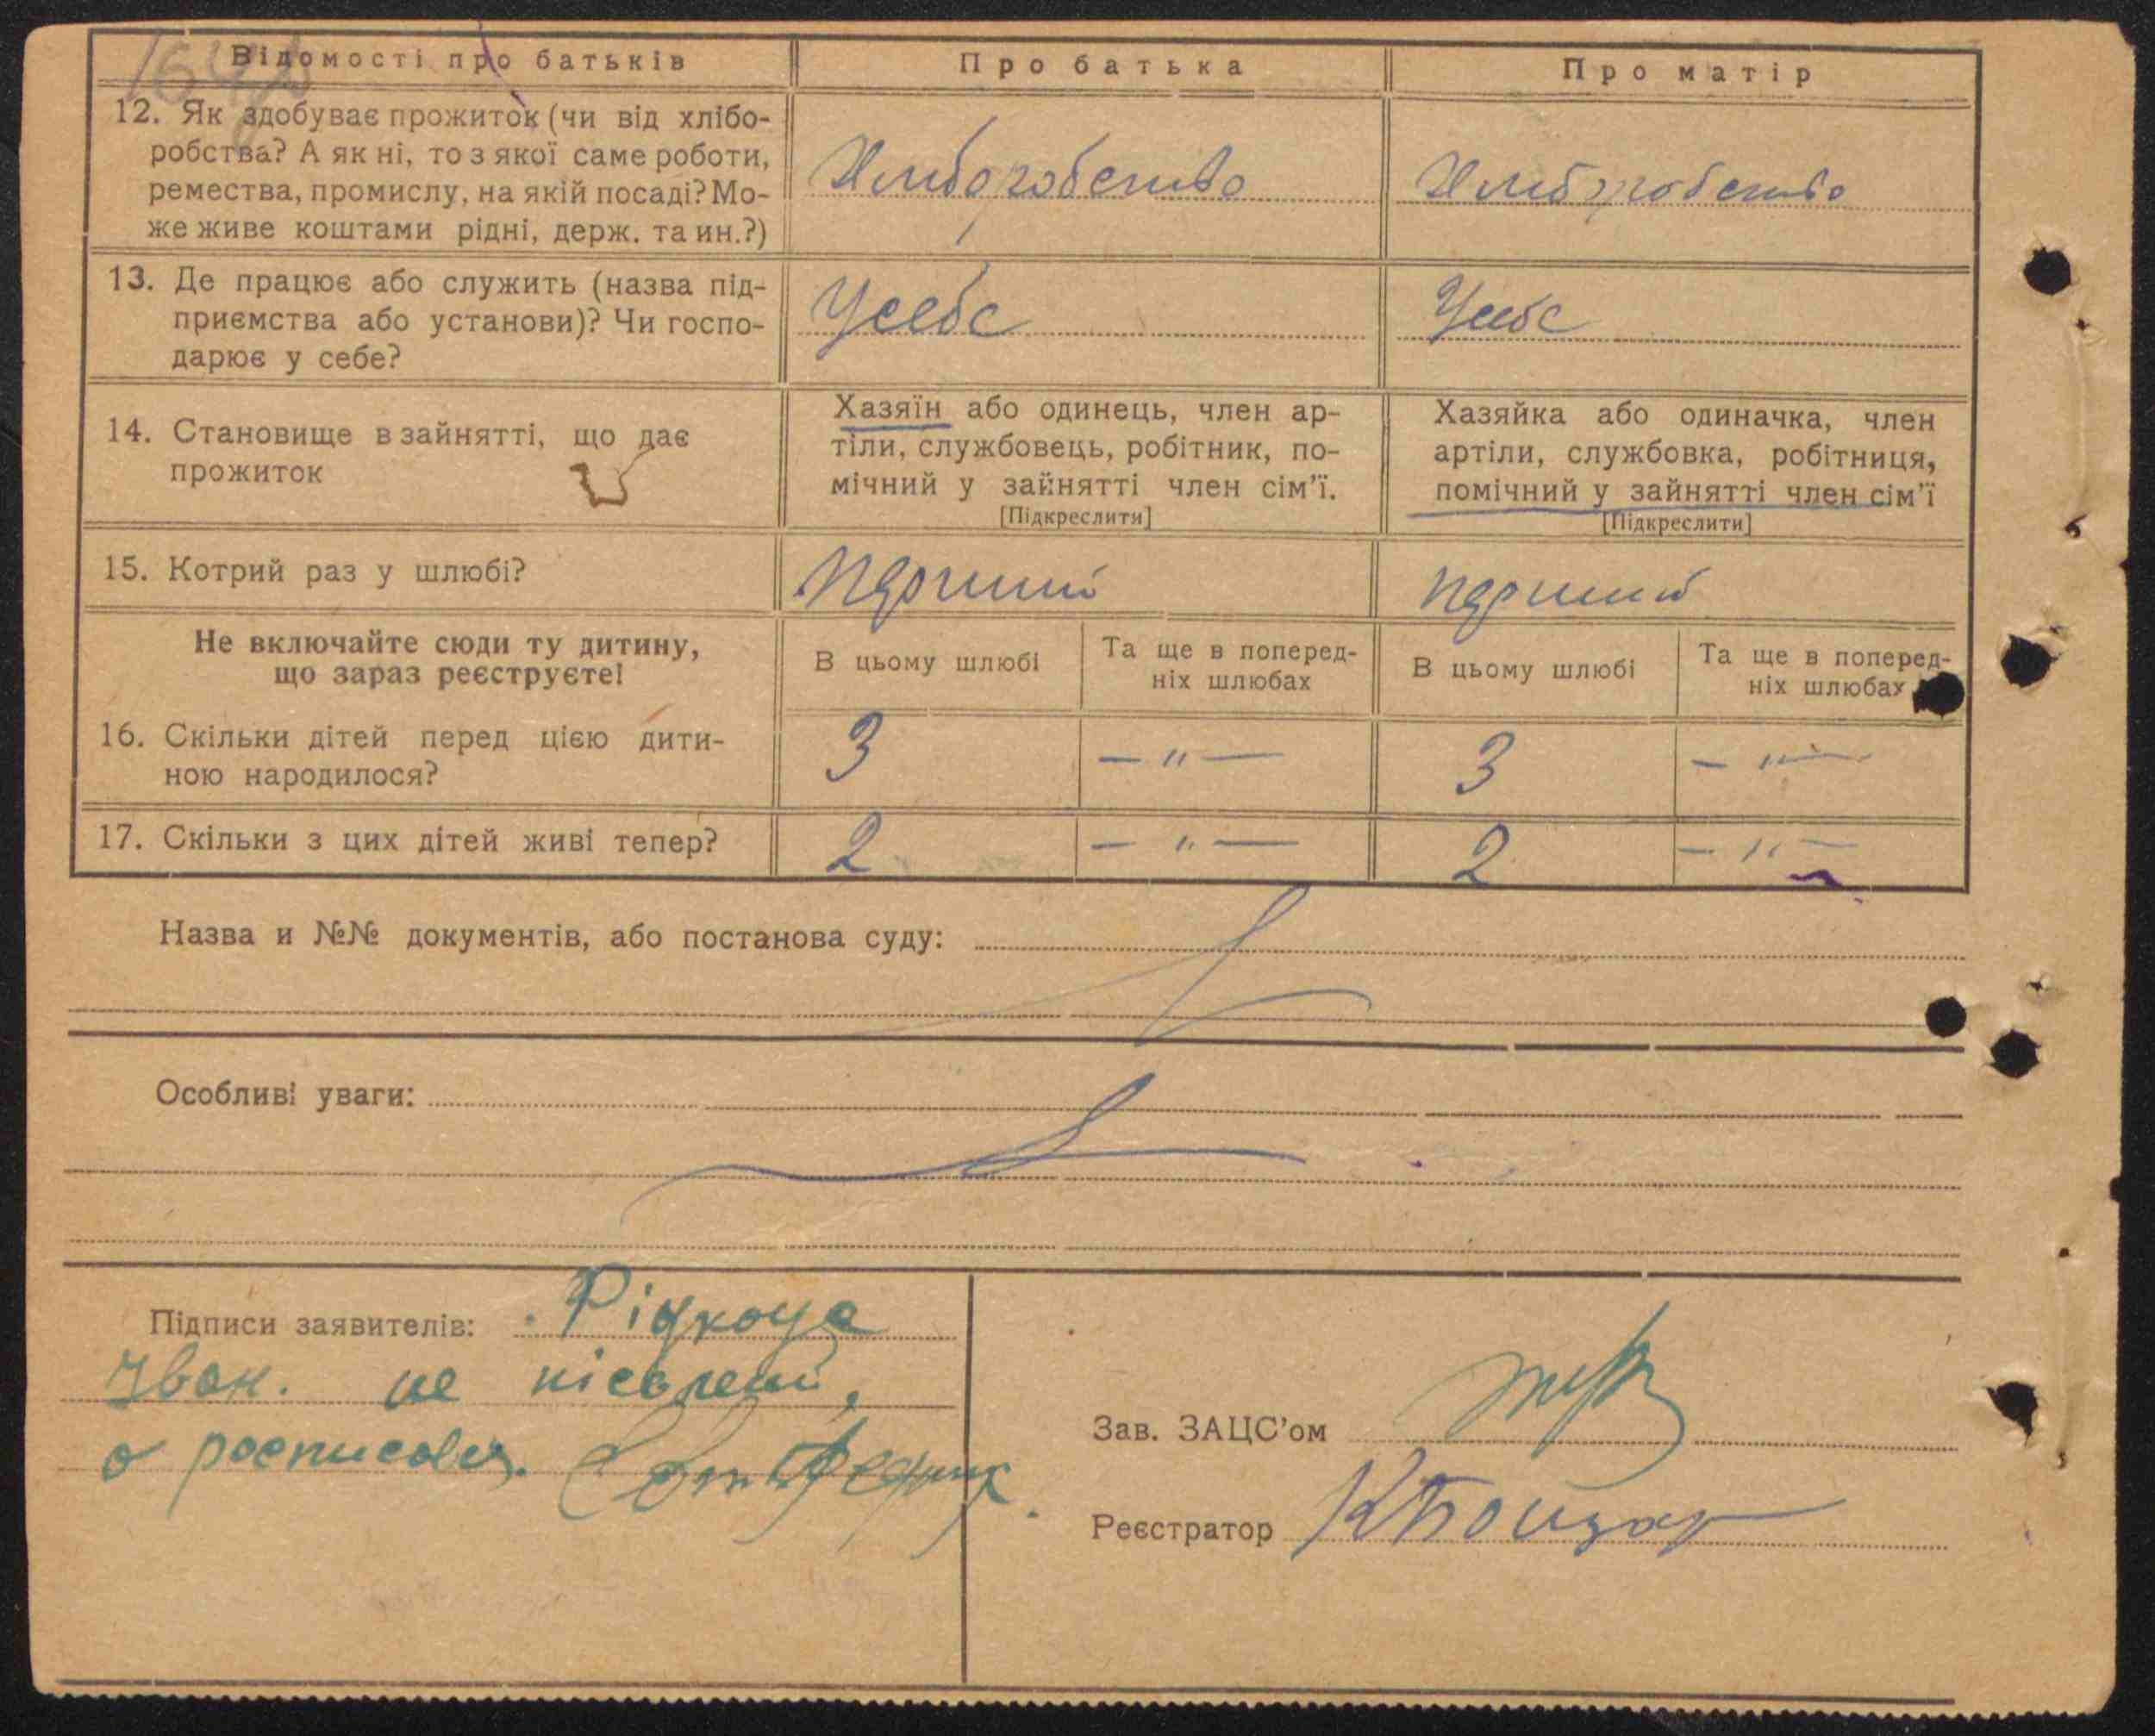 Відомості про батьків
Про батька
Про матір
12. Як здобуває прожиток (чи від хлібо-
робства? А як ні, то з якої саме роботи,
ремества, промислу, на якій посаді? Мо-
же живе коштами рідні, держ. та ин.?)
Хлиборобство
Хлиборобство
13. Де працює або служить (назва під-
приємства або установи)? Чи госпо-
дарює у себе?
Усебе
Усебе
14. Становище в зайнятті, що дає
прожиток
Хазяїн або одинець, член ар-
тіли, службовець, робітник, по-
мічний у зайнятті член сім'ї.
[Підкреслити]
Хазяйка або одиначка, член
артіли, службовка, робітниця,
помічний у зайнятті член сім'ї
[Підкреслити]
15. Котрий раз у шлюбі?
перший
перший
Не включайте сюди ту дитину,
що зараз реєструєте!
В цьому шлюбі
Та ще в поперед-
ніх шлюбах
В цьому шлюбі
Та ще в поперед-
ніх шлюбах
16. Скільки дітей перед цією дити-
ною народилося?
3
— " —
3
— " —
17. Скільки з цих дітей живі тепер?
2
— " —
2
— " —
Назва и №№ документів, або постанова суду:
Особливі уваги:
Підписи заявителів:
не
Зав. ЗАЦС'ом
Реєстратор